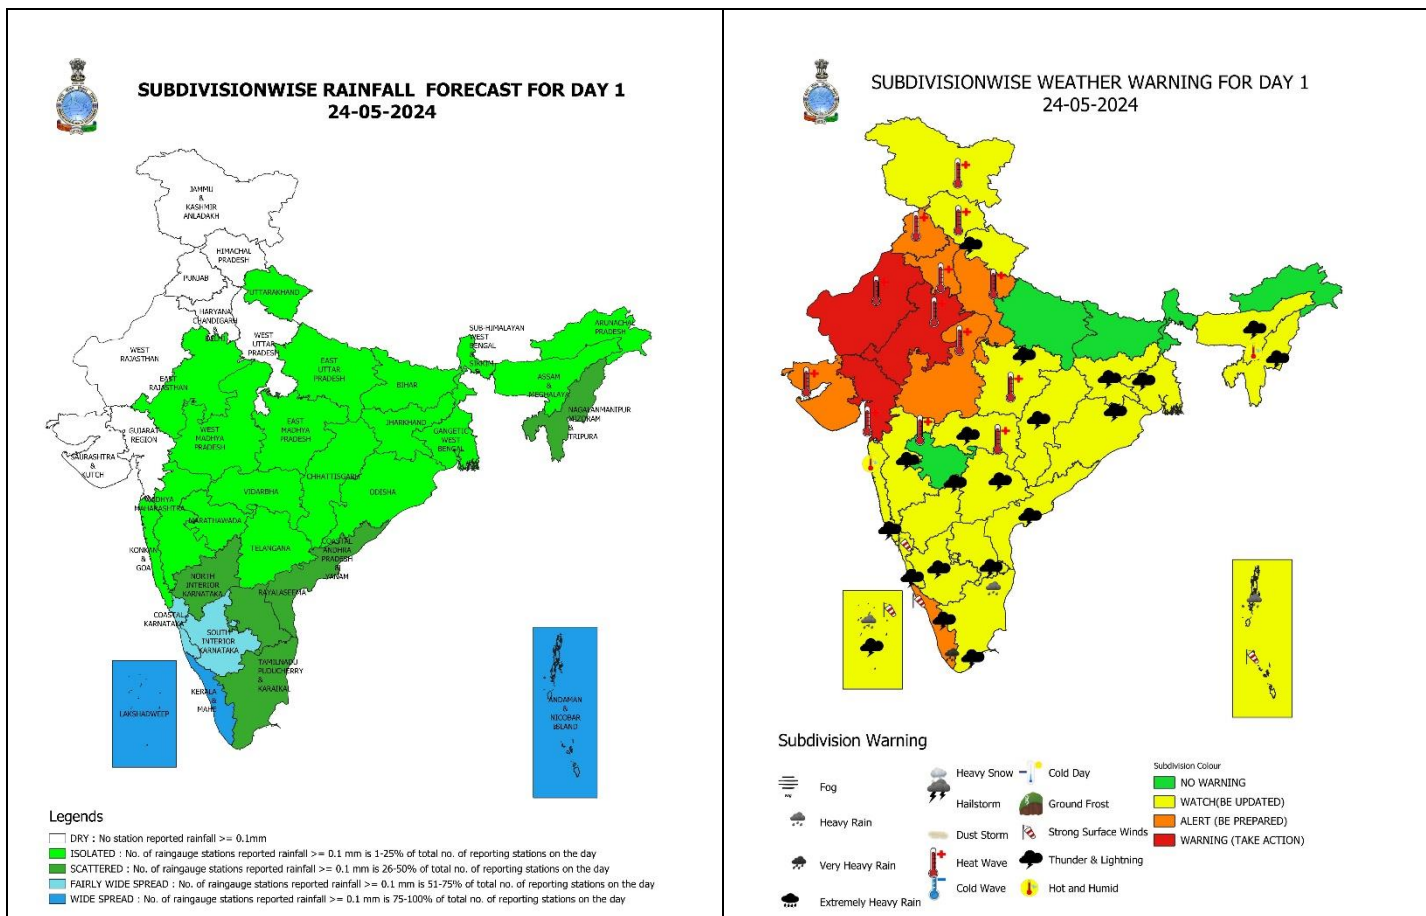 SUBDIVISIONWISE RAINFALL FORECAST FOR DAY 1
24-05-2024
JAMMU
&
KASHMIR
ANLADAKH
HIMACHAL
PRADESH
PUNJAB
UTTARAKHAND
HARYANA
CHANDIGARH
&
DELHI
WEST
UTTAR
PRADESH
WEST
RAJASTHAN
EAST
RAJASTHAN
EAST
UTTAR
PRADESH
SUB-HIMALAYAN
WEST
BENGAL
&
SIKKIM
ARUNACHAL
PRADESH
ASSAM
&
MEGHALAYA
BIHAR
NAGALANMANIPUR
MIZORAM
&
TRIPURA
GUJARAT
REGION
WEST
MADHYA
PRADESH
EAST
MADHYA
PRADESH
JHARKHAND
GANGETIC
WEST
BENGAL
SAURASHTRA
&
KUTCH
CHHATTISGARH
ODISHA
VIDARBHA
MADHYA
MAHARASHTRA
MARATHAWADA
KONKAN
&
GOA
TELANGANA
COASTAL
ANDHRA
PRADESH
&
YANAM
NORTH
INTERIOR
KARNATAKA
RAYALASEEMA
COASTAL
KARNATAKA
SOUTH
INTERIOR
KARNATAKA
TAMILNADU
PUDUCHERRY
&
KARAIKAL
KERALA
&
MAHE
LAKSHADWEEP
ANDAMAN
&
NICOBAR
ISLAND
Legends
DRY : No station reported rainfall >= 0.1mm
ISOLATED : No. of raingauge stations reported rainfall >= 0.1 mm is 1-25% of total no. of reporting stations on the day
SCATTERED : No. of raingauge stations reported rainfall >= 0.1 mm is 26-50% of total no. of reporting stations on the day
FAIRLY WIDE SPREAD : No. of raingauge stations reported rainfall >= 0.1 mm is 51-75% of total no. of reporting stations on the day
WIDE SPREAD : No. of raingauge stations reported rainfall >= 0.1 mm is 75-100% of total no. of reporting stations on the day
SUBDIVISIONWISE WEATHER WARNING FOR DAY 1
24-05-2024
Subdivision Warning
Fog
Heavy Rain
Very Heavy Rain
Extremely Heavy Rain
Heavy Snow
Hailstorm
Dust Storm
Heat Wave
Cold Wave
Cold Day
Ground Frost
Strong Surface Winds
Thunder & Lightning
Hot and Humid
Subdivision Colour
NO WARNING
WATCH(BE UPDATED)
ALERT (BE PREPARED)
WARNING (TAKE ACTION)